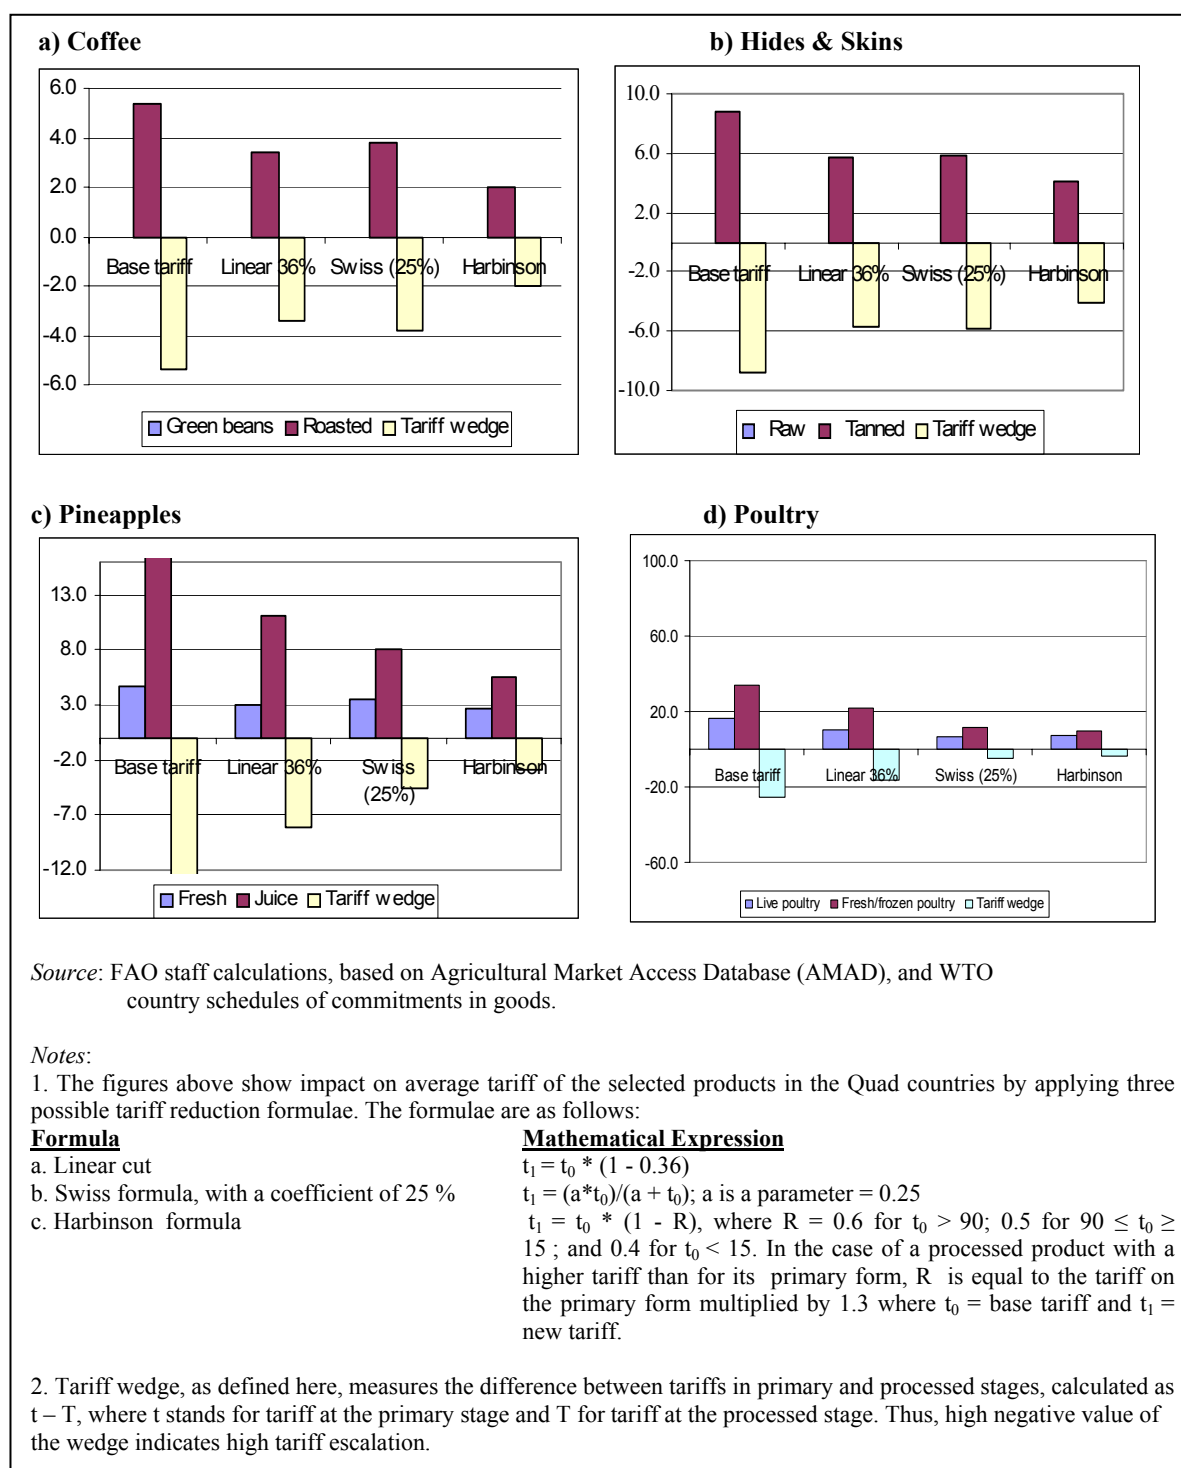 a) Coffee
b) Hides & Skins
6.0
4.0
2.0
0.0
-2.0
-4.0
-6.0
Base tariff Linear 36% Swiss (25%) Harbinson
Green beans Roasted Tariff wedge
10.0
6.0
2.0
-2.0
-6.0
-10.0
Base tariff Linear 36% Swiss (25%) Harbinson
Raw Tanned Tariff wedge
c) Pineapples
d) Poultry
13.0
8.0
3.0
-2.0
-7.0
-12.0
Base tariff Linear 36% Swiss Harbinson
(25%)
Fresh Juice Tariff wedge
100.0
60.0
20.0
-20.0
-60.0
Base tariff Linear 36% Swiss (25%) Harbinson
Live poultry Fresh/frozen poultry Tariff wedge
Source: FAO staff calculations, based on Agricultural Market Access Database (AMAD), and WTO
country schedules of commitments in goods.
Notes:
1. The figures above show impact on average tariff of the selected products in the Quad countries by applying three
possible tariff reduction formulae. The formulae are as follows:
Formula Mathematical Expression
a. Linear cut t₁ = t₀ * (1 - 0.36)
b. Swiss formula, with a coefficient of 25 % t₁ = (a*t₀)/(a + t₀); a is a parameter = 0.25
c. Harbinson formula t₁ = t₀ * (1 - R), where R = 0.6 for t₀ > 90; 0.5 for 90 ≤ t₀ ≥
15 ; and 0.4 for t₀ < 15. In the case of a processed product with a
higher tariff than for its primary form, R is equal to the tariff on
the primary form multiplied by 1.3 where t₀ = base tariff and t₁ =
new tariff.
2. Tariff wedge, as defined here, measures the difference between tariffs in primary and processed stages, calculated as
t – T, where t stands for tariff at the primary stage and T for tariff at the processed stage. Thus, high negative value of
the wedge indicates high tariff escalation.